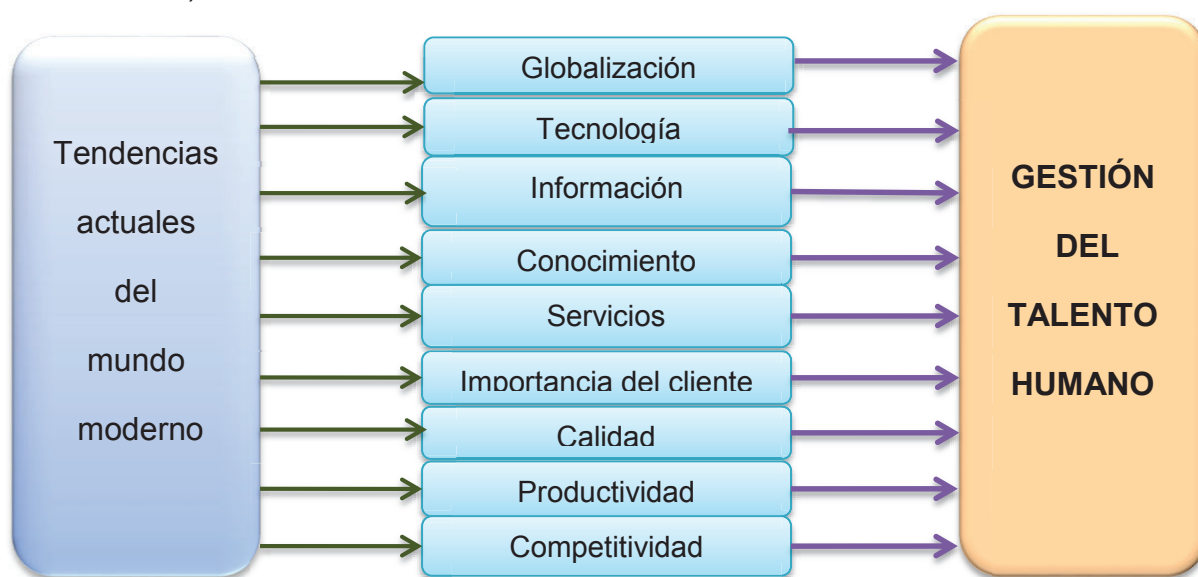 Tendencias
actuales
del
mundo
moderno
Globalización
Tecnología
Información
Conocimiento
Servicios
Importancia del cliente
Calidad
Productividad
Competitividad
GESTIÓN
DEL
TALENTO
HUMANO